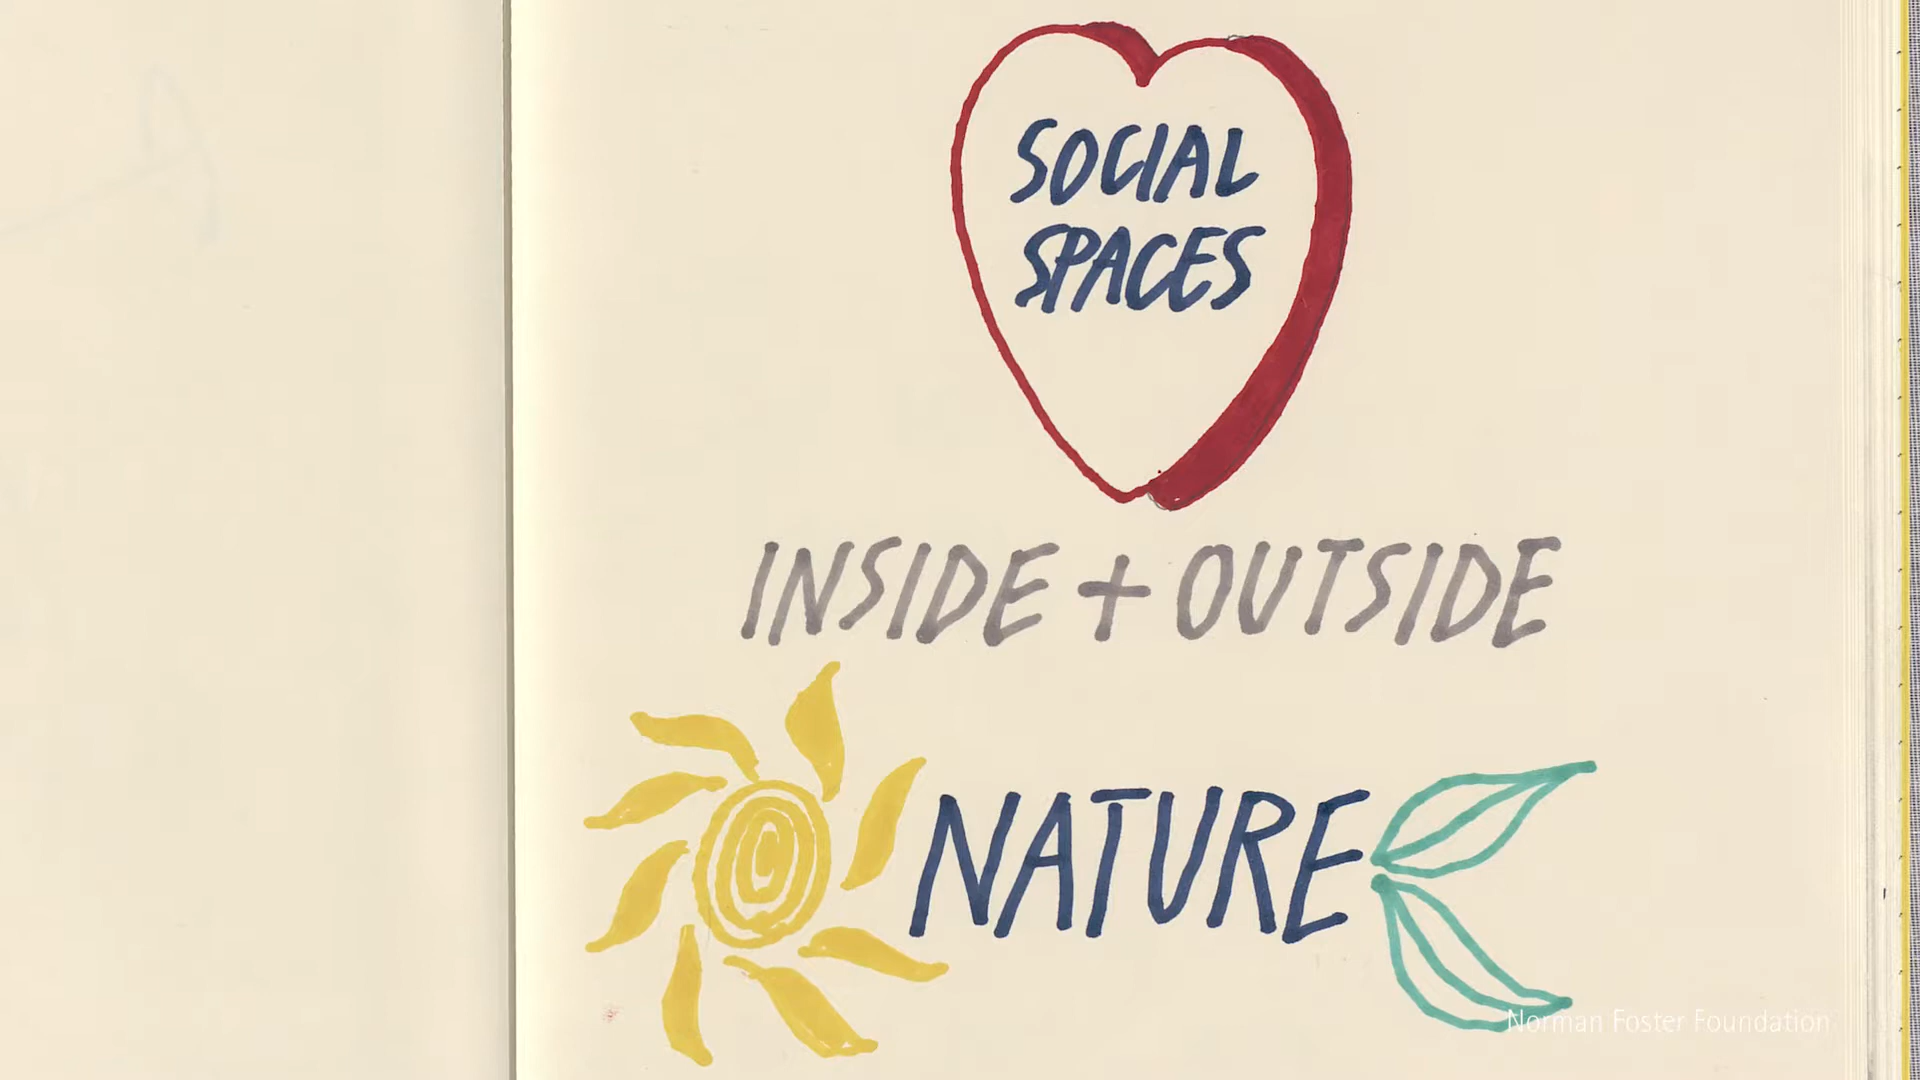 SOCIAL
SPACES
INSIDE + OUTSIDE
NATURE
Norman Foster Foundation